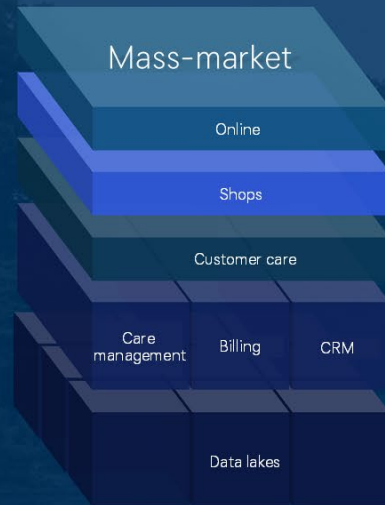 Mass-market
Online
Shops
Customer care
Care
management
Billing
CRM
Data lakes